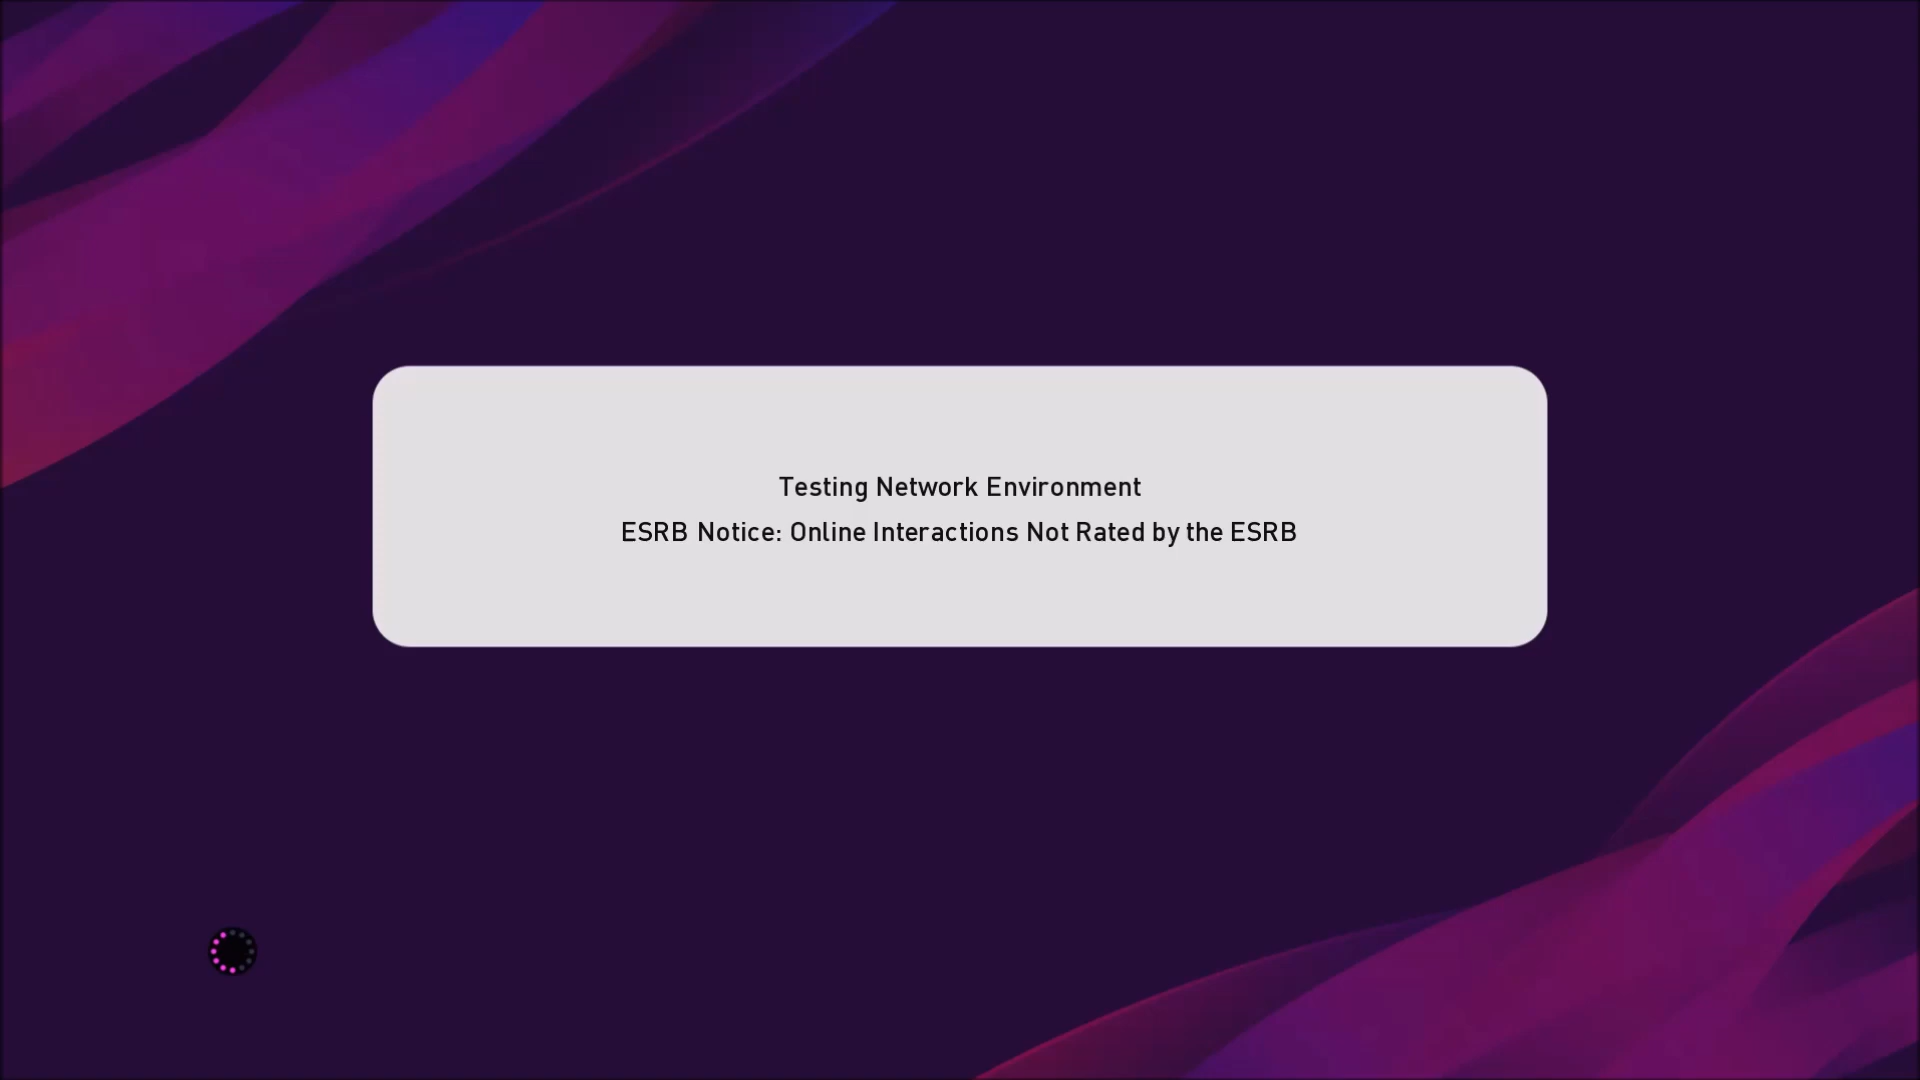 Testing Network Environment
ESRB Notice: Online Interactions Not Rated by the ESRB